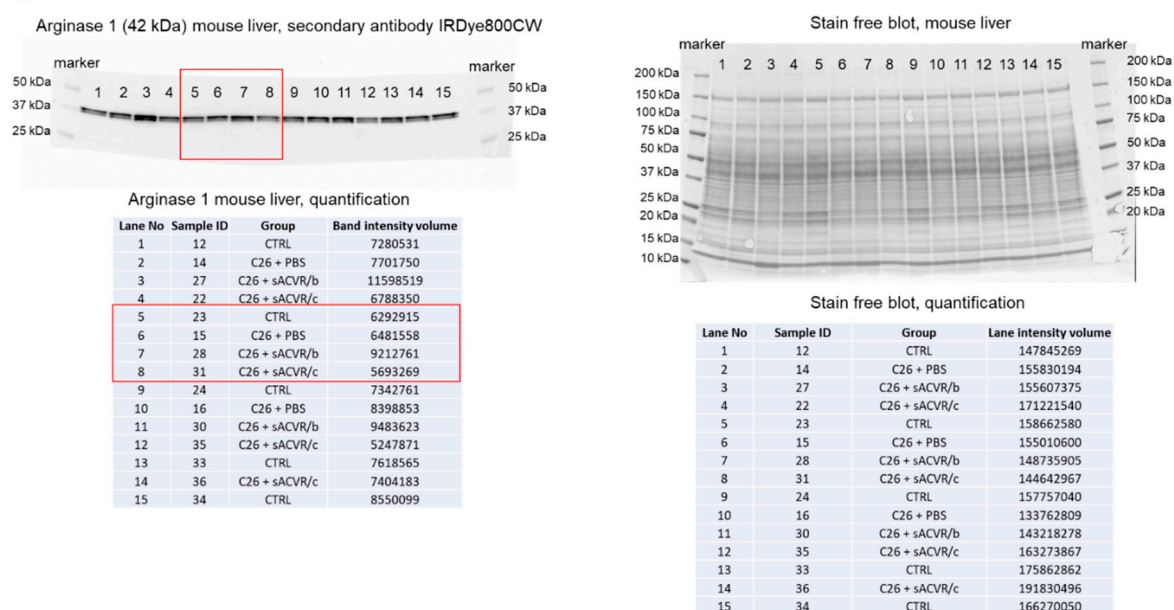 Arginase 1 (42 kDa) mouse liver, secondary antibody IRDye800CW
marker
marker
50 kDa
37 kDa
25 kDa
1 2 3 4 5 6 7 8 9 10 11 12 13 14 15
50 kDa
37 kDa
25 kDa
Arginase 1 mouse liver, quantification
Lane No Sample ID Group Band intensity volume
1 12 CTRL 7280531
2 14 C26 + PBS 7701750
3 27 C26 + sACVR/b 11598519
4 22 C26 + sACVR/c 6788350
5 23 CTRL 6292915
6 15 C26 + PBS 6481558
7 28 C26 + sACVR/b 9212761
8 31 C26 + sACVR/c 5693269
9 24 CTRL 7342761
10 16 C26 + PBS 8398853
11 30 C26 + sACVR/b 9483623
12 35 C26 + sACVR/c 5247871
13 33 CTRL 7618565
14 36 C26 + sACVR/c 7404183
15 34 CTRL 8550099
Stain free blot, mouse liver
marker
marker
1 2 3 4 5 6 7 8 9 10 11 12 13 14 15
200 kDa
150 kDa
100 kDa
75 kDa
50 kDa
37 kDa
25 kDa
20 kDa
15 kDa
10 kDa
200 kDa
150 kDa
100 kDa
75 kDa
50 kDa
37 kDa
25 kDa
20 kDa
Stain free blot, quantification
Lane No Sample ID Group Lane intensity volume
1 12 CTRL 147845269
2 14 C26 + PBS 155830194
3 27 C26 + sACVR/b 155607375
4 22 C26 + sACVR/c 171221540
5 23 CTRL 158662580
6 15 C26 + PBS 155010600
7 28 C26 + sACVR/b 148735905
8 31 C26 + sACVR/c 144642967
9 24 CTRL 157757040
10 16 C26 + PBS 133762809
11 30 C26 + sACVR/b 143218278
12 35 C26 + sACVR/c 163273867
13 33 CTRL 175862862
14 36 C26 + sACVR/c 191830496
15 34 CTRL 166270050